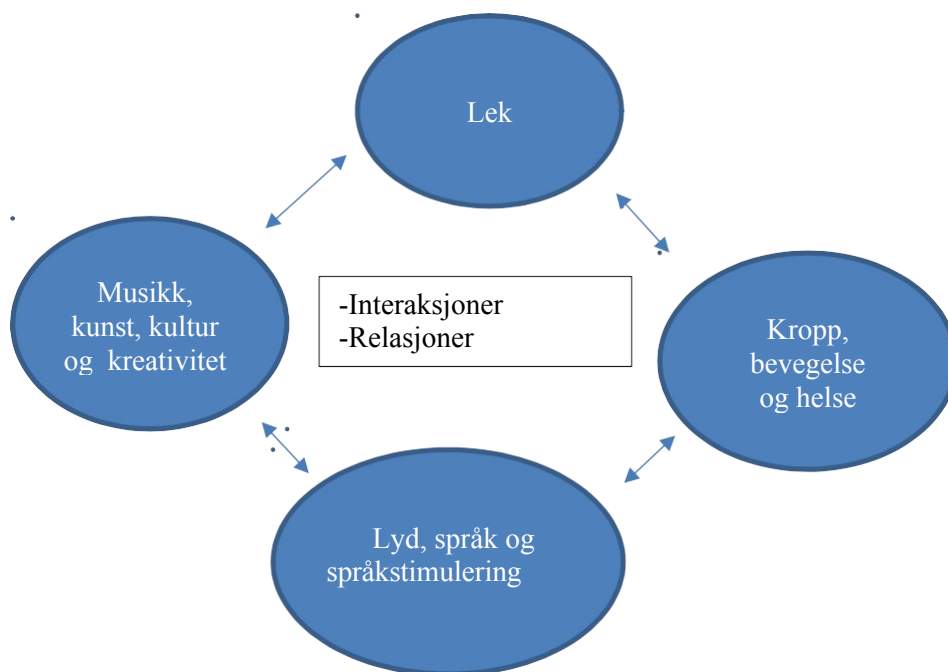 Lek
Musikk,
kunst, kultur
og kreativitet
-Interaksjoner
-Relasjoner
Kropp,
bevegelse
og helse
Lyd, språk og
språkstimulering